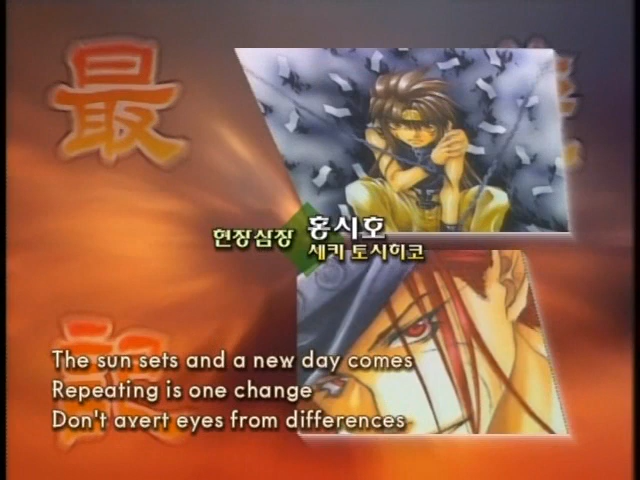 最
현장삼장 홍시호
세키 토시히코
The sun sets and a new day comes
Repeating is one change
Don't avert eyes from differences